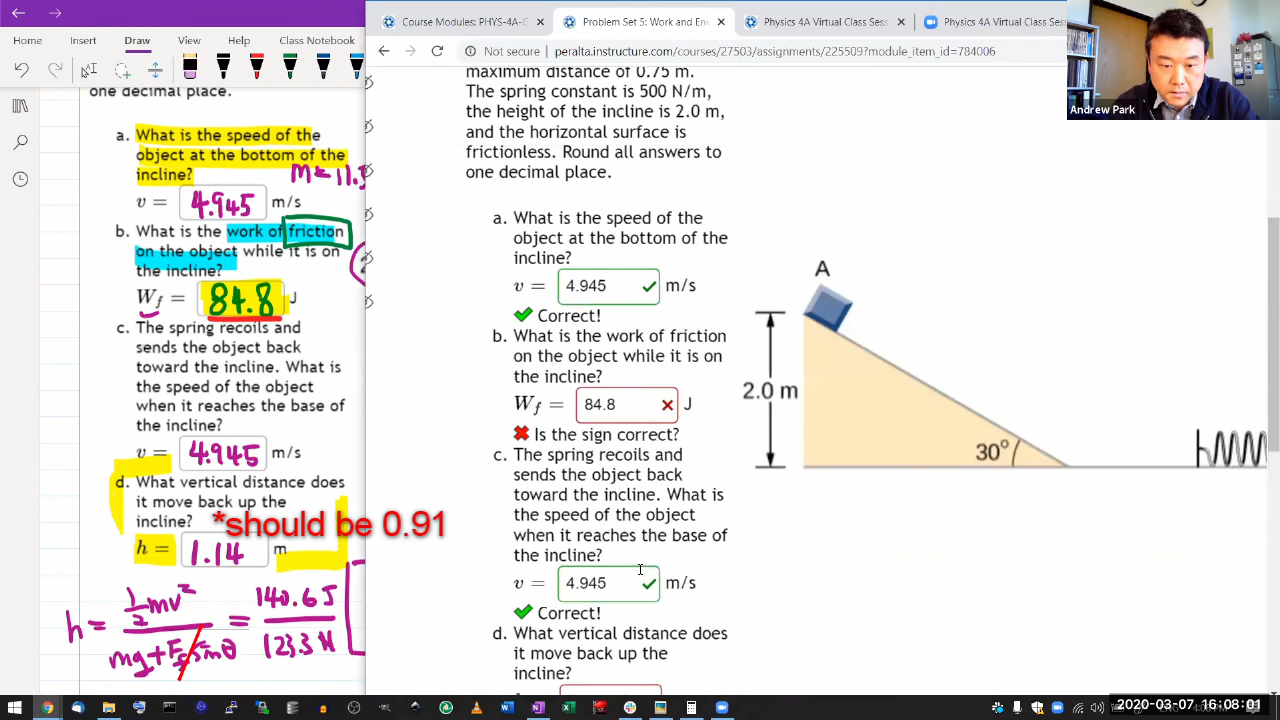 Course Modules: PHYS-4A-G
Problem Set 5: Work and En
Physics 4A Virtual Class Sess
Physics 4A Virtual Class Ses
Not secure | peralta.instructure.com/courses/27503/assignments/225509?module_item_id=784006
Andrew Park
Home Insert Draw View Help Class Notebook
one decimal place.
a. What is the speed of the
object at the bottom of the
incline?
v = 4.945 m/s
b. What is the work of friction
on the object while it is on
the incline?
Wf = 84.8 J
c. The spring recoils and
sends the object back
toward the incline. What is
the speed of the object
when it reaches the base of
the incline?
v = 4.945 m/s
d. What vertical distance does
it move back up the
incline?
*should be 0.91
h = 1.14 m
maximum distance of 0.75 m.
The spring constant is 500 N/m,
the height of the incline is 2.0 m,
and the horizontal surface is
frictionless. Round all answers to
one decimal place.
a. What is the speed of the
object at the bottom of the
incline?
v = 4.945 m/s
Correct!
b. What is the work of friction
on the object while it is on
the incline?
Wf = 84.8 J
Is the sign correct?
c. The spring recoils and
sends the object back
toward the incline. What is
the speed of the object
when it reaches the base of
the incline?
v = 4.945 m/s
Correct!
d. What vertical distance does
it move back up the
incline?
A
2.0 m
30°
2020-03-07 16:08:01